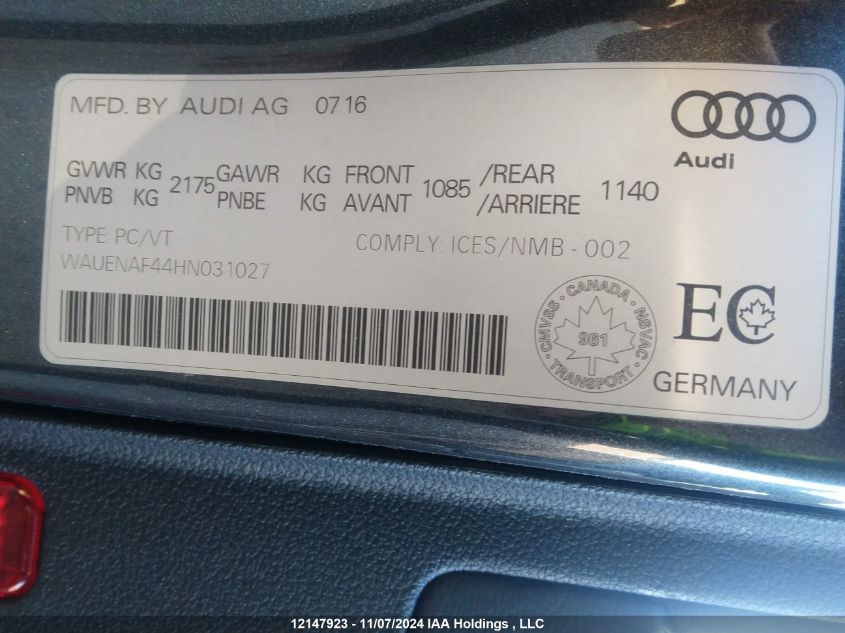 MFD. BY AUDI AG 0716
Audi
GVWR KG 2175 GAWR KG FRONT 1085 /REAR 1140
PNVB KG PNBE KG AVANT /ARRIERE
TYPE: PC/VT
COMPLY: ICES/NMB - 002
WAUENAF44HN031027
CMVSS · CANADA · NSVAC · TRANSPORT ·
961
EC
GERMANY
12147923 - 11/07/2024 IAA Holdings , LLC